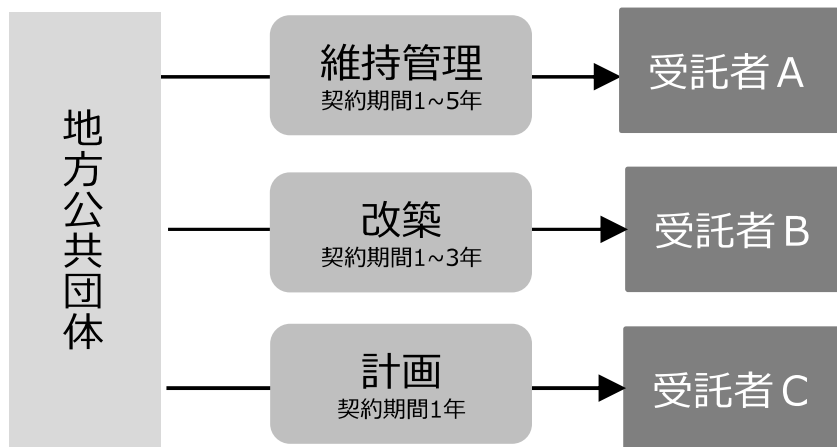 地方公共団体
維持管理
契約期間1~5年
受託者A
改築
契約期間1~3年
受託者B
計画
契約期間1年
受託者C